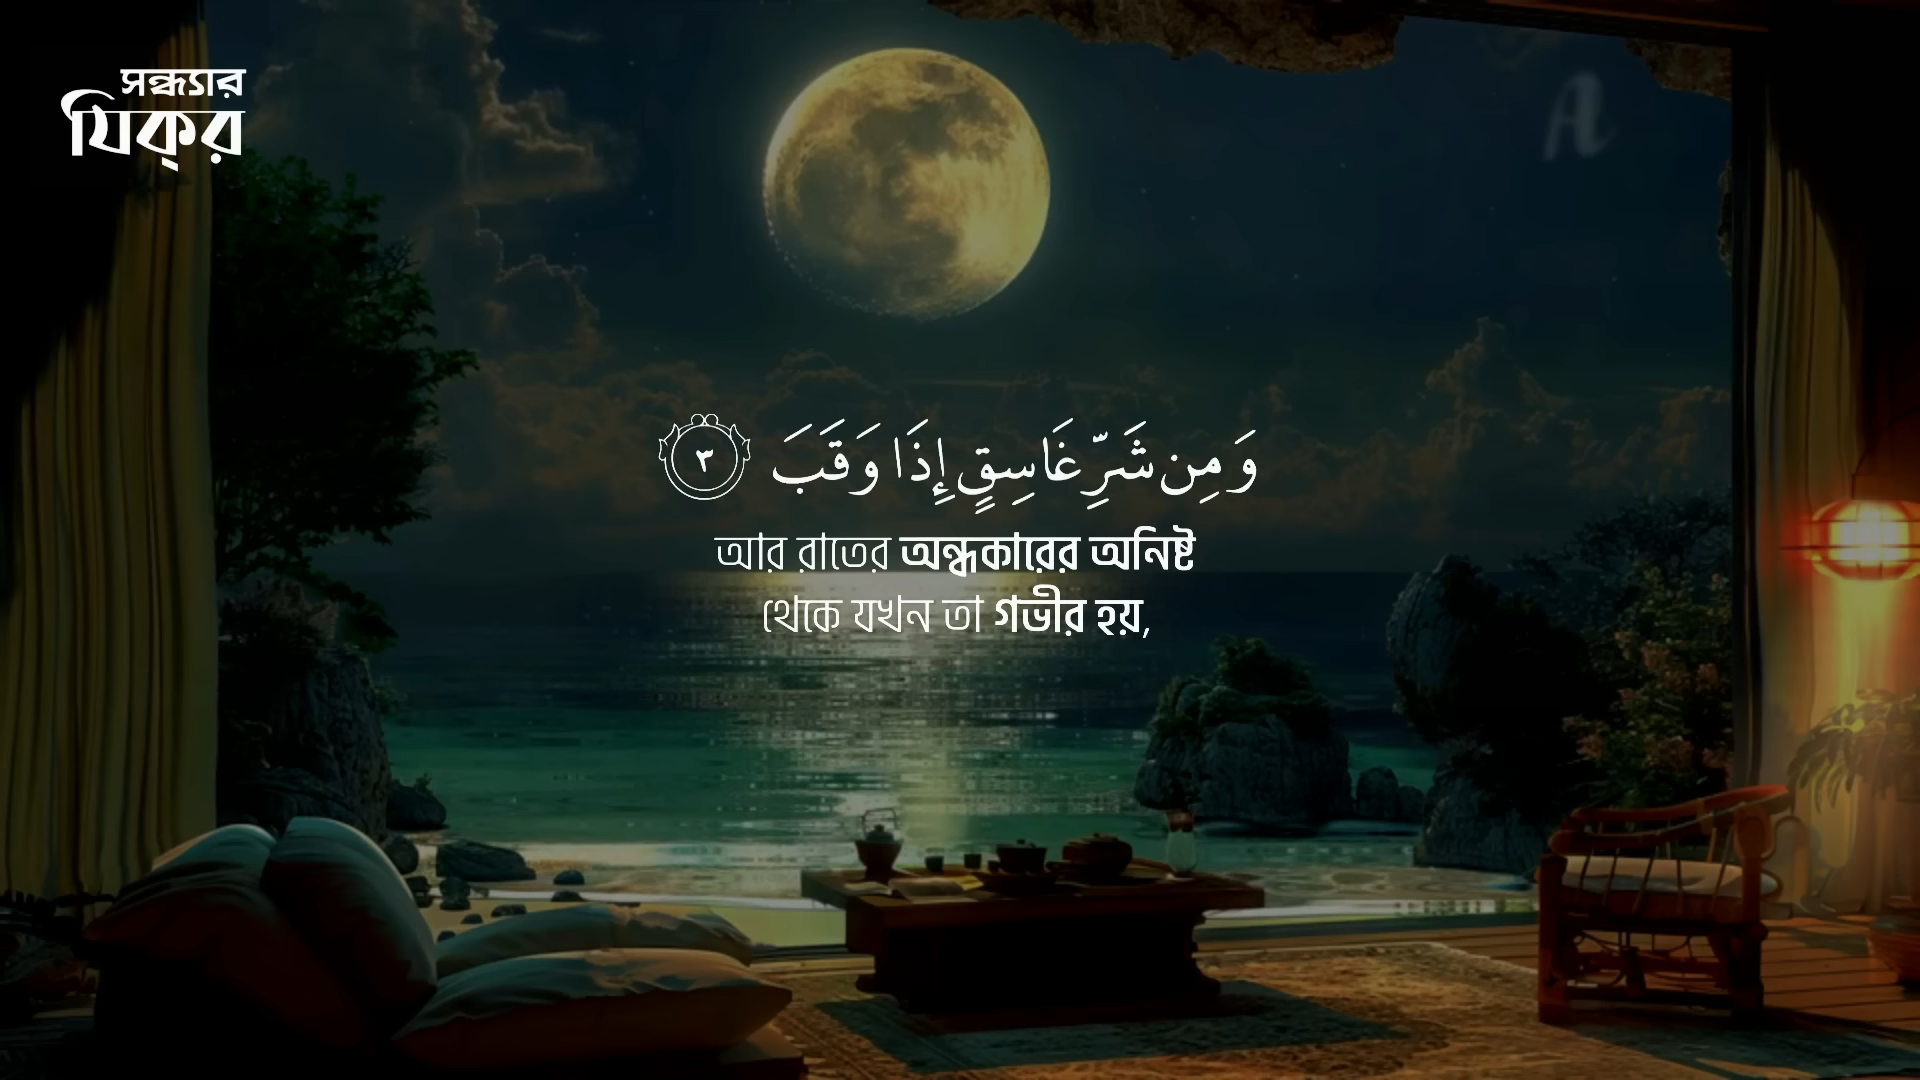 সন্ধ্যার
যিক্‌র
A
وَمِن شَرِّ غَاسِقٍ إِذَا وَقَبَ ٣
আর রাতের অন্ধকারের অনিষ্ট
থেকে যখন তা গভীর হয়,